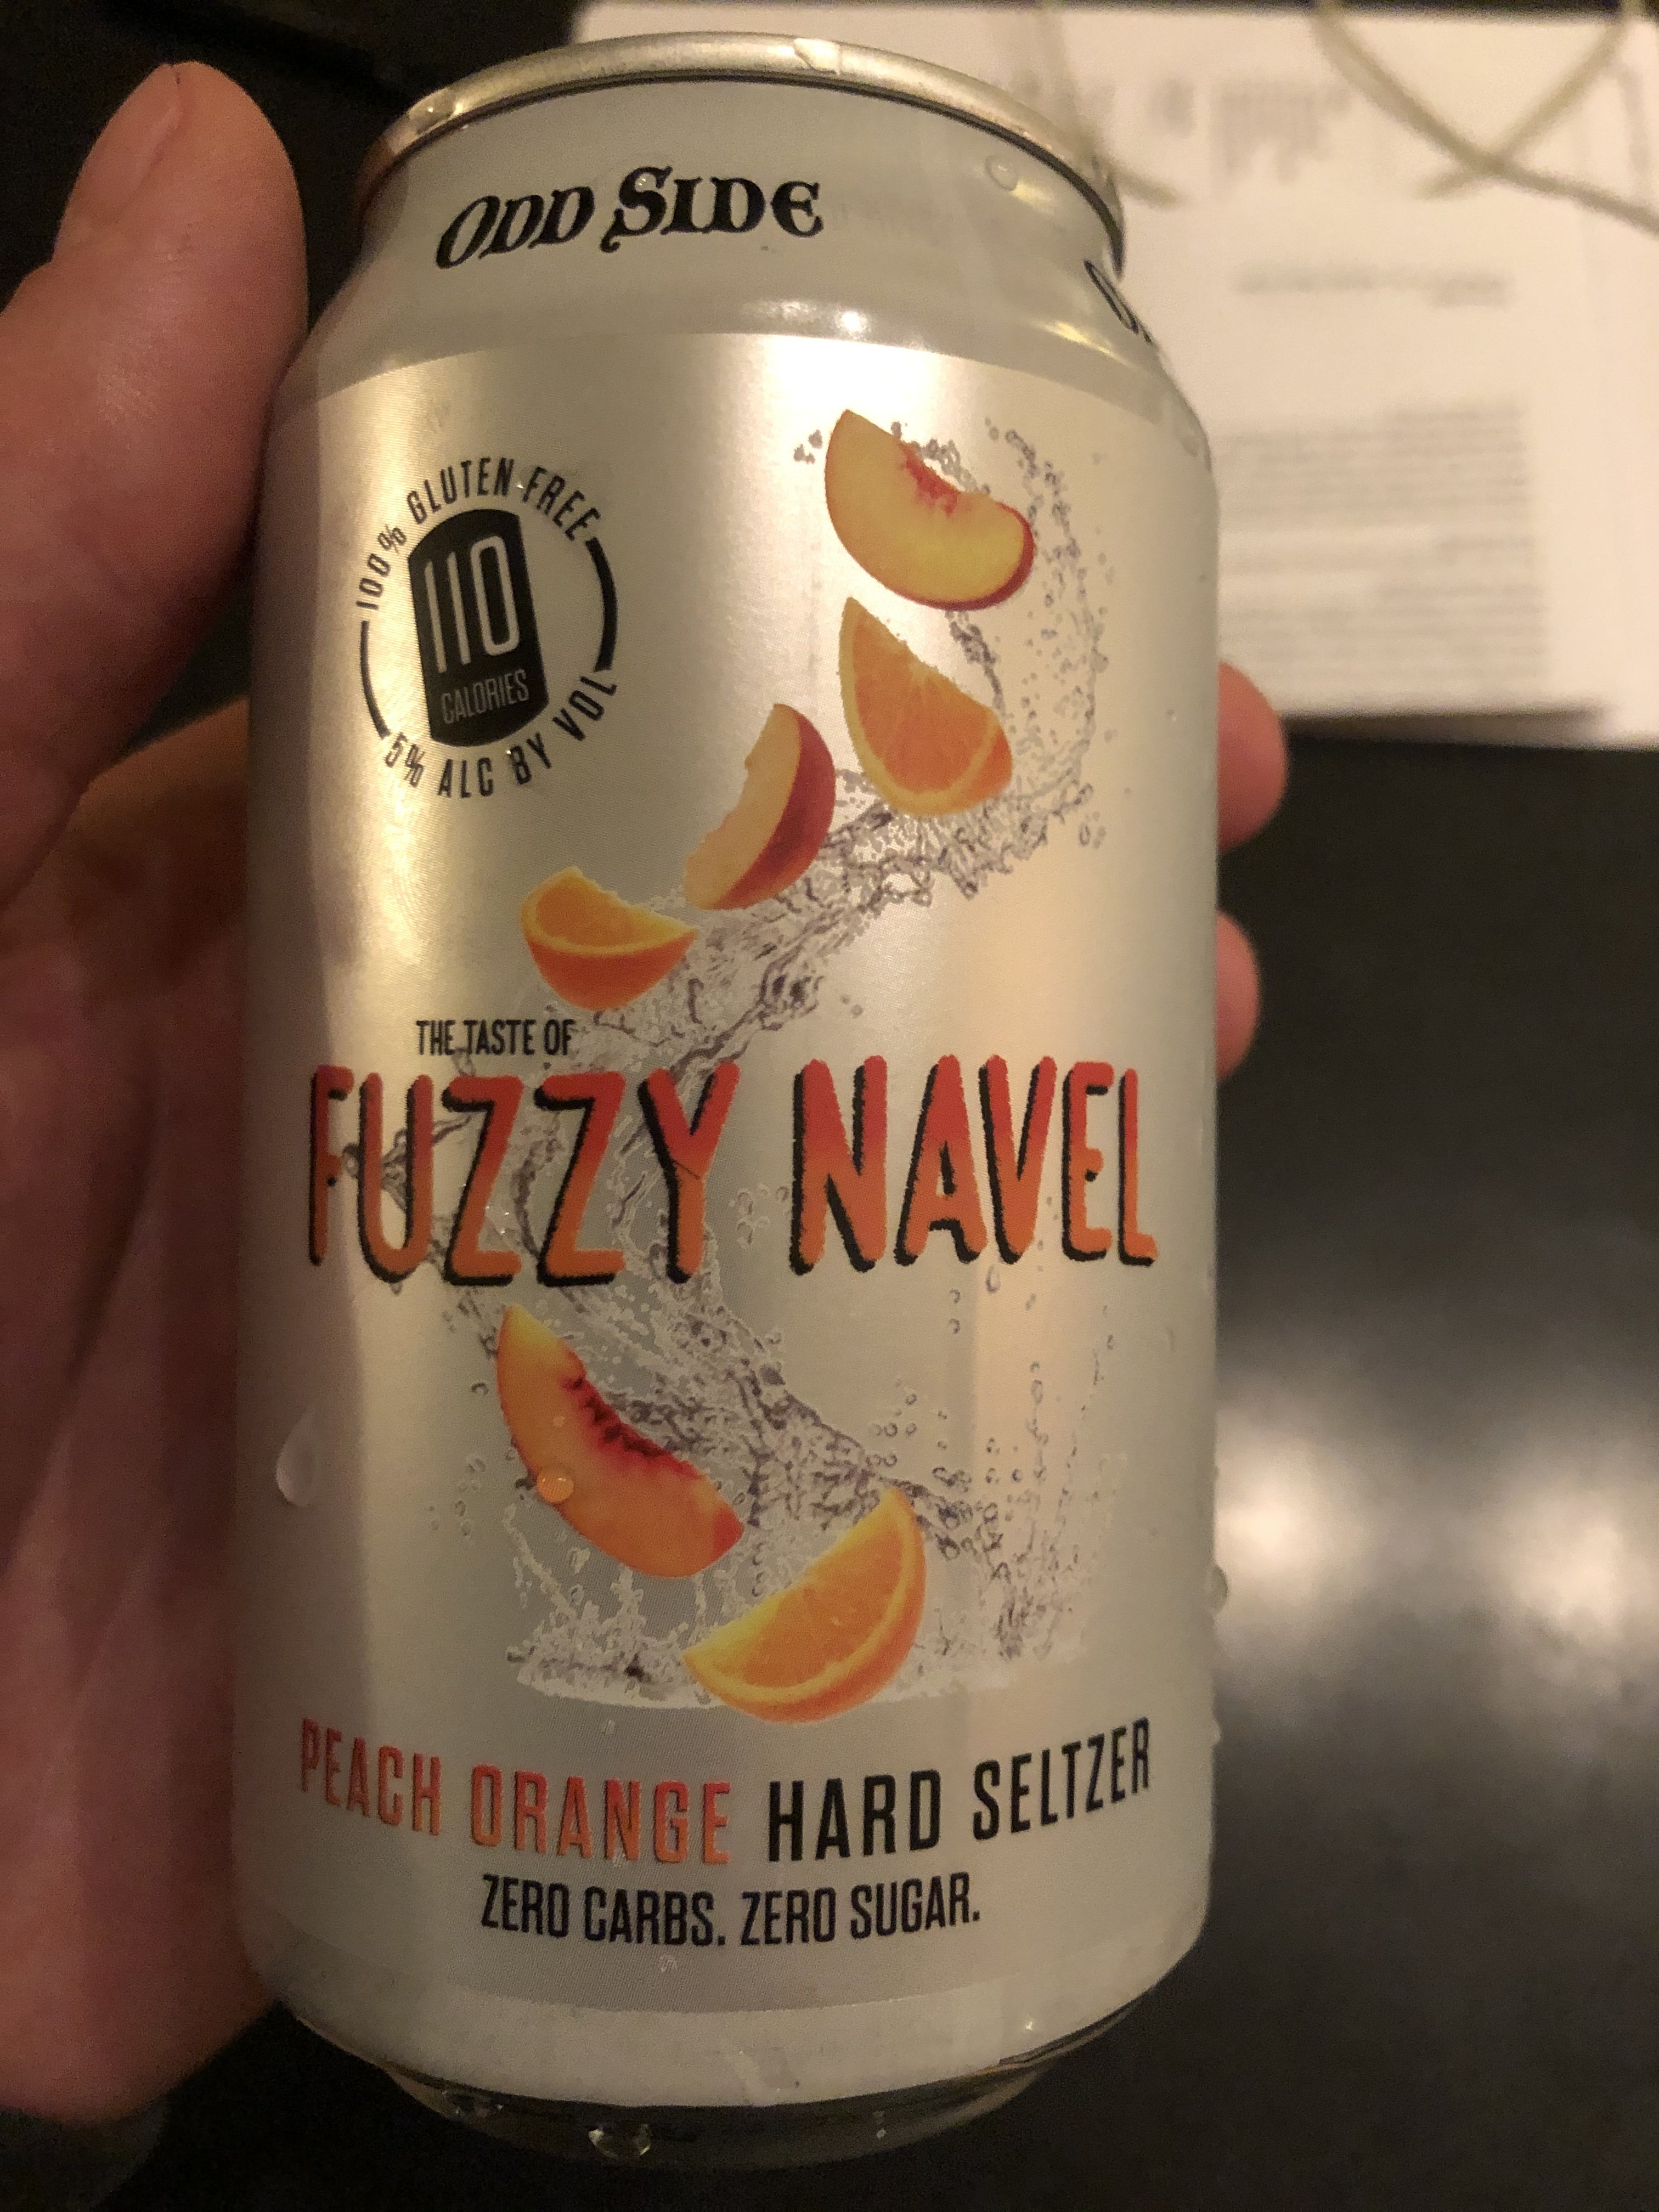 ODD SIDE
100% GLUTEN FREE
110
CALORIES
5% ALC BY VOL
THE TASTE OF
FUZZY NAVEL
PEACH ORANGE HARD SELTZER
ZERO CARBS. ZERO SUGAR.